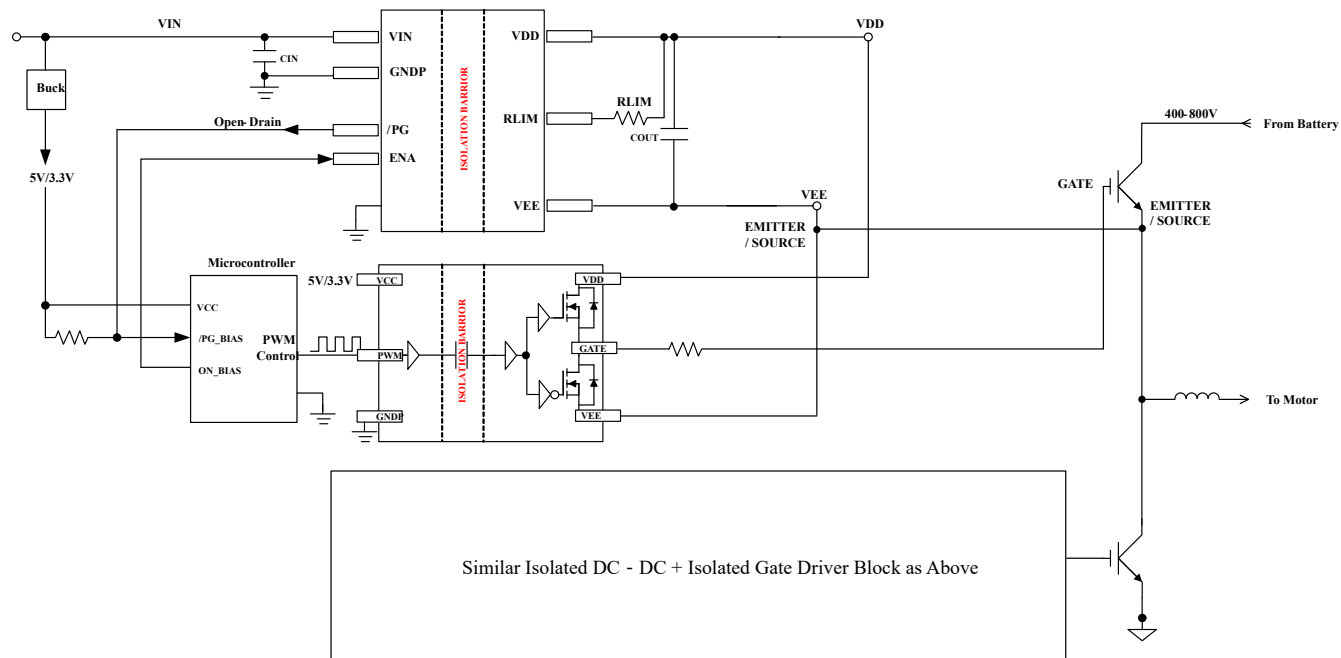 VIN
VDD
VIN
VDD
CIN
GNDP
Buck
RLIM
RLIM
COUT
ISOLATION BARRIER
400-800V
From Battery
Open- Drain
/PG
ENA
5V/3.3V
GATE
VEE
VEE
EMITTER
/ SOURCE
EMITTER
/ SOURCE
Microcontroller
5V/3.3V
VCC
VDD
VCC
ISOLATION BARRIER
/PG_BIAS
PWM
Control
PWM
GATE
ON_BIAS
GNDP
VEE
To Motor
Similar Isolated DC - DC + Isolated Gate Driver Block as Above